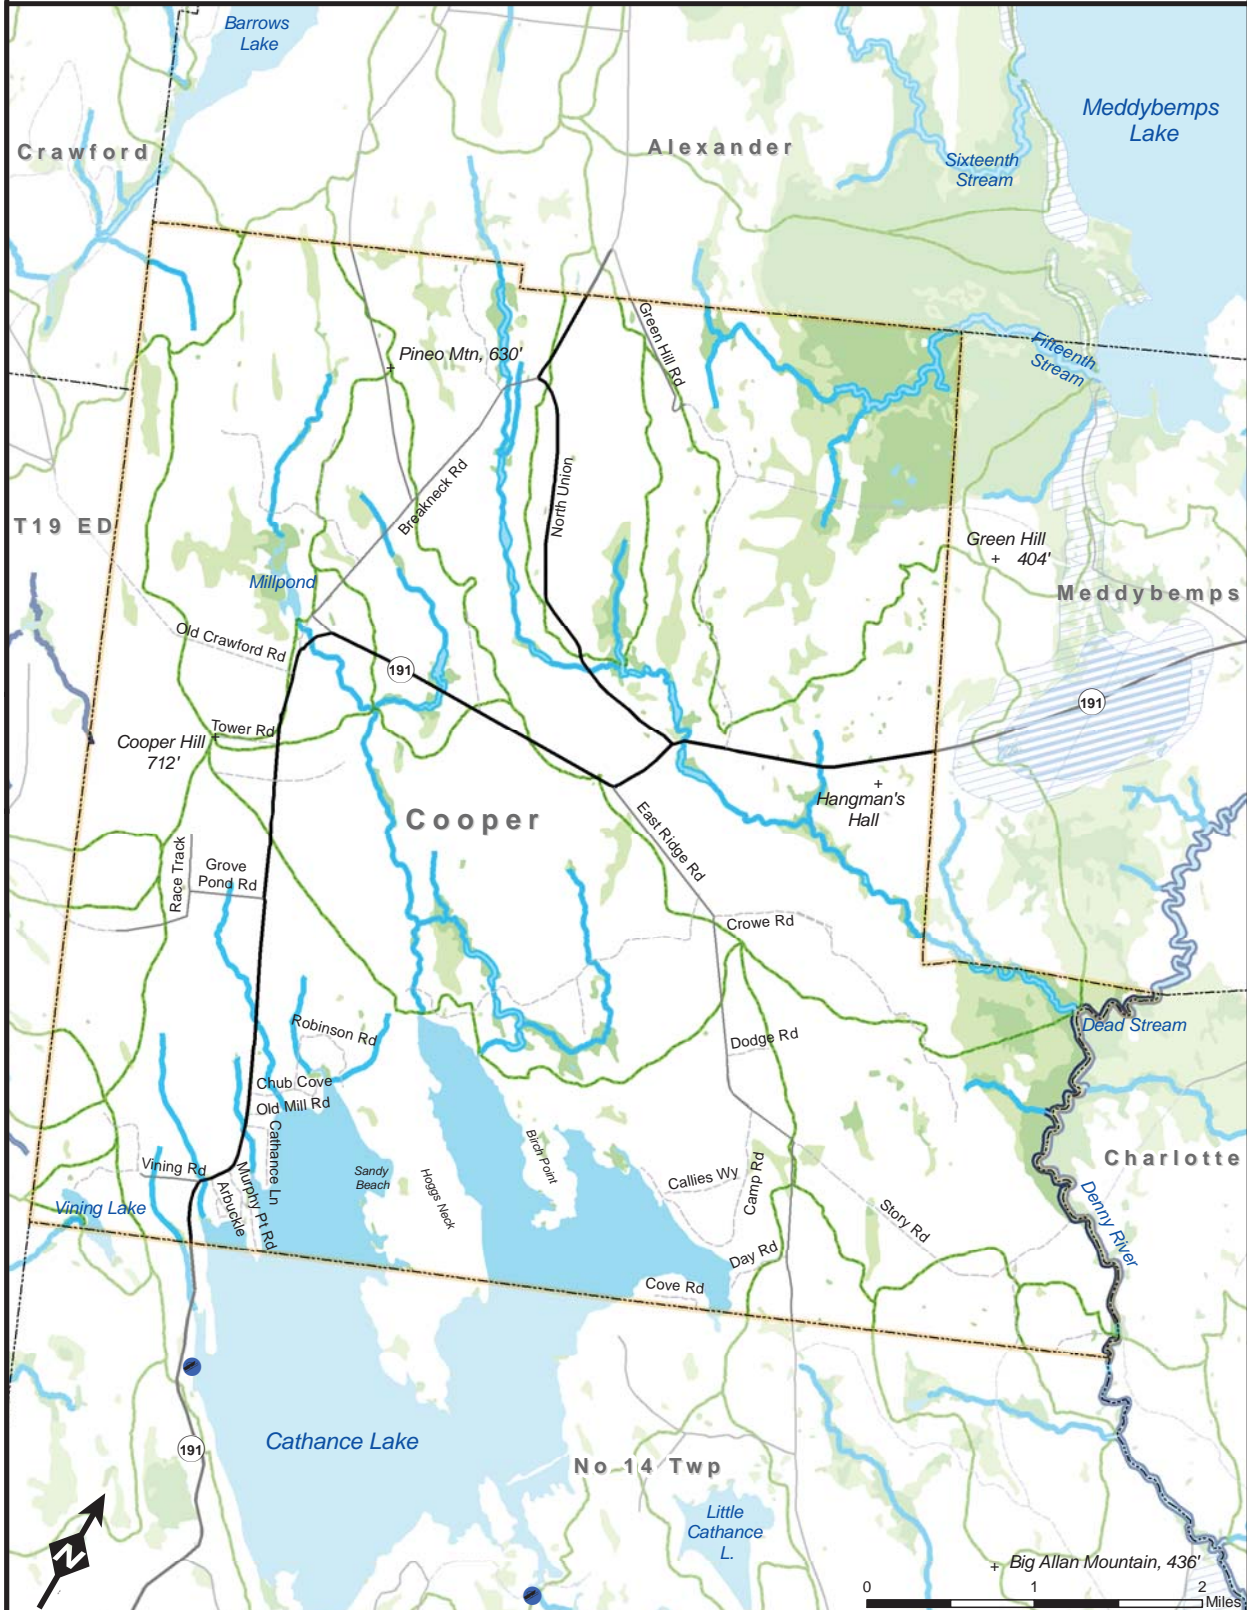 Barrows
Lake
Meddybemps
Lake
Crawford
Alexander
Sixteenth
Stream
Green Hill Rd
Fifteenth
Stream
Pineo Mtn, 630'
Breakneck Rd
North Union
T19 ED
Green Hill
404'
Millpond
Meddybemps
Old Crawford Rd
191
191
Tower Rd
Cooper Hill
712'
Hangman's
Hall
Cooper
East Ridge Rd
Race Track
Grove
Pond Rd
Crowe Rd
Robinson Rd
Dodge Rd
Dead Stream
Chub Cove
Old Mill Rd
Cathance Ln
Birch Point
Vining Rd
Sandy
Beach
Hoggs Neck
Callies Wy
Camp Rd
Charlotte
Murphy Pt Rd
Arbuckle
Vining Lake
Story Rd
Denny River
Day Rd
Cove Rd
Cathance Lake
191
No 14 Twp
Little
Cathance
L.
N
Big Allan Mountain, 436'
0 1 2
Miles